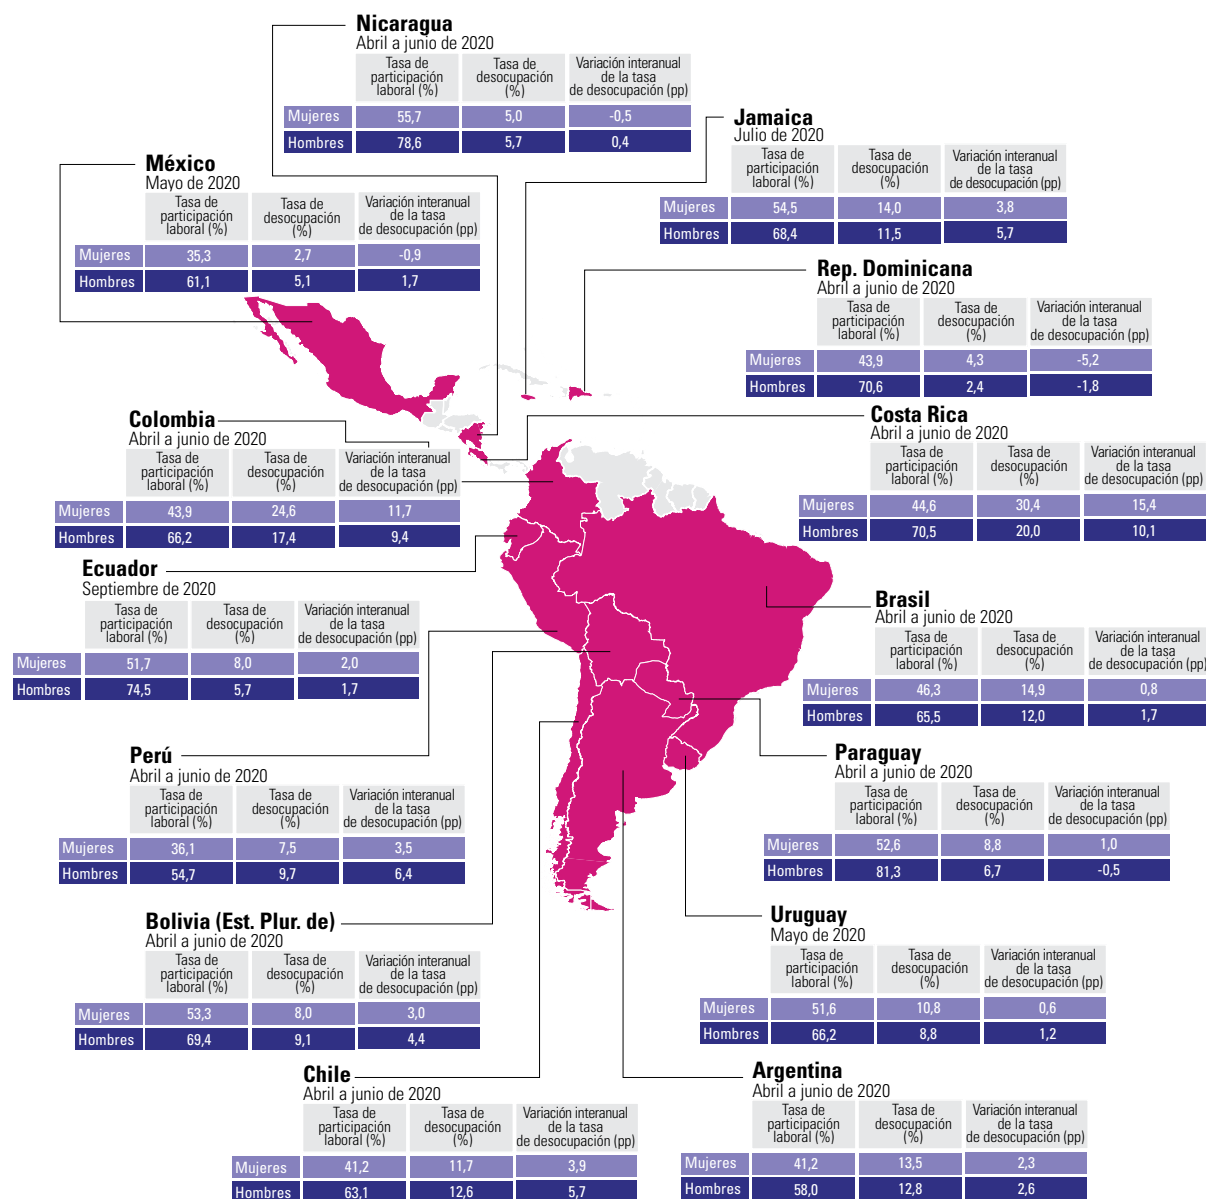 Nicaragua
Abril a junio de 2020
Tasa de participación laboral (%) Tasa de desocupación (%) Variación interanual de la tasa de desocupación (pp)
Mujeres 55,7 5,0 -0,5
Hombres 78,6 5,7 0,4
Jamaica
Julio de 2020
Tasa de participación laboral (%) Tasa de desocupación (%) Variación interanual de la tasa de desocupación (pp)
Mujeres 54,5 14,0 3,8
Hombres 68,4 11,5 5,7
México
Mayo de 2020
Tasa de participación laboral (%) Tasa de desocupación (%) Variación interanual de la tasa de desocupación (pp)
Mujeres 35,3 2,7 -0,9
Hombres 61,1 5,1 1,7
Rep. Dominicana
Abril a junio de 2020
Tasa de participación laboral (%) Tasa de desocupación (%) Variación interanual de la tasa de desocupación (pp)
Mujeres 43,9 4,3 -5,2
Hombres 70,6 2,4 -1,8
Colombia
Abril a junio de 2020
Tasa de participación laboral (%) Tasa de desocupación (%) Variación interanual de la tasa de desocupación (pp)
Mujeres 43,9 24,6 11,7
Hombres 66,2 17,4 9,4
Costa Rica
Abril a junio de 2020
Tasa de participación laboral (%) Tasa de desocupación (%) Variación interanual de la tasa de desocupación (pp)
Mujeres 44,6 30,4 15,4
Hombres 70,5 20,0 10,1
Ecuador
Septiembre de 2020
Tasa de participación laboral (%) Tasa de desocupación (%) Variación interanual de la tasa de desocupación (pp)
Mujeres 51,7 8,0 2,0
Hombres 74,5 5,7 1,7
Brasil
Abril a junio de 2020
Tasa de participación laboral (%) Tasa de desocupación (%) Variación interanual de la tasa de desocupación (pp)
Mujeres 46,3 14,9 0,8
Hombres 65,5 12,0 1,7
Perú
Abril a junio de 2020
Tasa de participación laboral (%) Tasa de desocupación (%) Variación interanual de la tasa de desocupación (pp)
Mujeres 36,1 7,5 3,5
Hombres 54,7 9,7 6,4
Paraguay
Abril a junio de 2020
Tasa de participación laboral (%) Tasa de desocupación (%) Variación interanual de la tasa de desocupación (pp)
Mujeres 52,6 8,8 1,0
Hombres 81,3 6,7 -0,5
Bolivia (Est. Plur. de)
Abril a junio de 2020
Tasa de participación laboral (%) Tasa de desocupación (%) Variación interanual de la tasa de desocupación (pp)
Mujeres 53,3 8,0 3,0
Hombres 69,4 9,1 4,4
Uruguay
Mayo de 2020
Tasa de participación laboral (%) Tasa de desocupación (%) Variación interanual de la tasa de desocupación (pp)
Mujeres 51,6 10,8 0,6
Hombres 66,2 8,8 1,2
Chile
Abril a junio de 2020
Tasa de participación laboral (%) Tasa de desocupación (%) Variación interanual de la tasa de desocupación (pp)
Mujeres 41,2 11,7 3,9
Hombres 63,1 12,6 5,7
Argentina
Abril a junio de 2020
Tasa de participación laboral (%) Tasa de desocupación (%) Variación interanual de la tasa de desocupación (pp)
Mujeres 41,2 13,5 2,3
Hombres 58,0 12,8 2,6